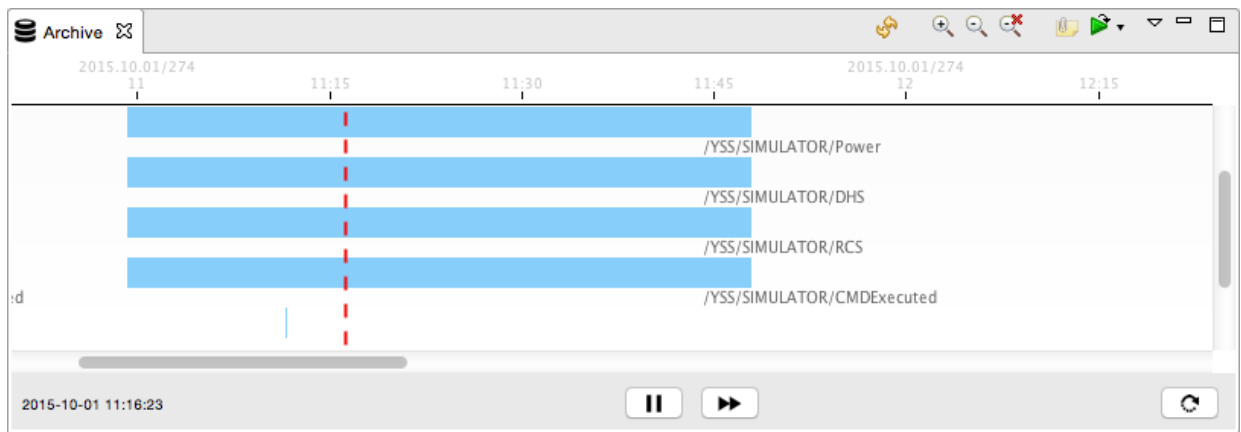 Archive
2015.10.01/274 2015.10.01/274
11 11:15 11:30 11:45 12 12:15
/YSS/SIMULATOR/Power
/YSS/SIMULATOR/DHS
/YSS/SIMULATOR/RCS
ed /YSS/SIMULATOR/CMDExecuted
2015-10-01 11:16:23